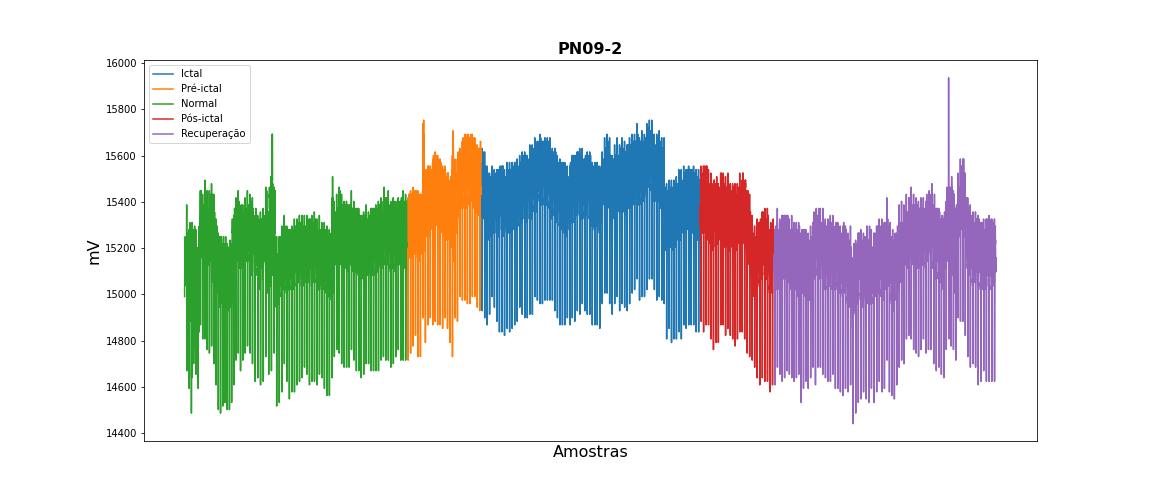 PN09-2
16000
15800
15600
15400
15200
15000
14800
14600
14400
mV
Ictal
Pré-ictal
Normal
Pós-ictal
Recuperação
Amostras